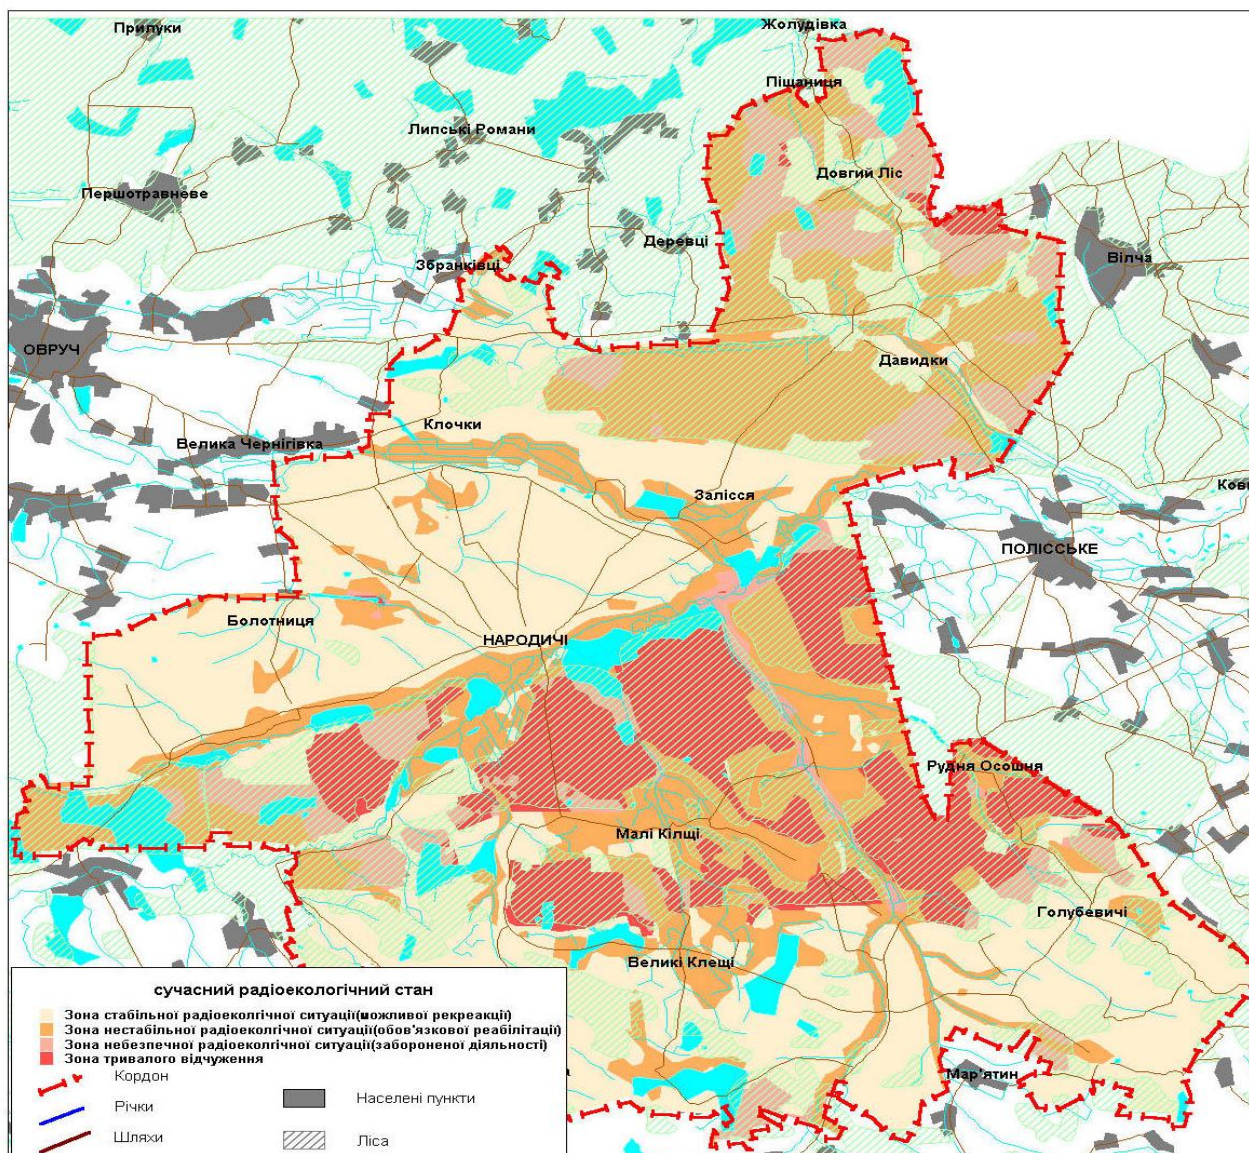 Прилуки
Жолудівка
Піщаниця
Липські Романи
Першотравневе
Довгий Ліс
Деревці
Збранківці
Вілча
ОВРУЧ
Давидки
Клочки
Велика Чернігівка
Залісся
ПОЛІССЬКЕ
Болотниця
НАРОДИЧІ
Рудня Осошня
Малі Кілщі
Голубевичі
Великі Клещі
Мар'ятин
сучасний радіоекологічний стан
Зона стабільної радіоеколгічної ситуації(можливої рекреації)
Зона нестабільної радіоеколгічної ситуації(обов'язкової реабілітації)
Зона небезпечної радіоеколгічної ситуації(забороненої діяльності)
Зона тривалого відчуження
Кордон
Річки
Населені пункти
Шляхи
Ліса